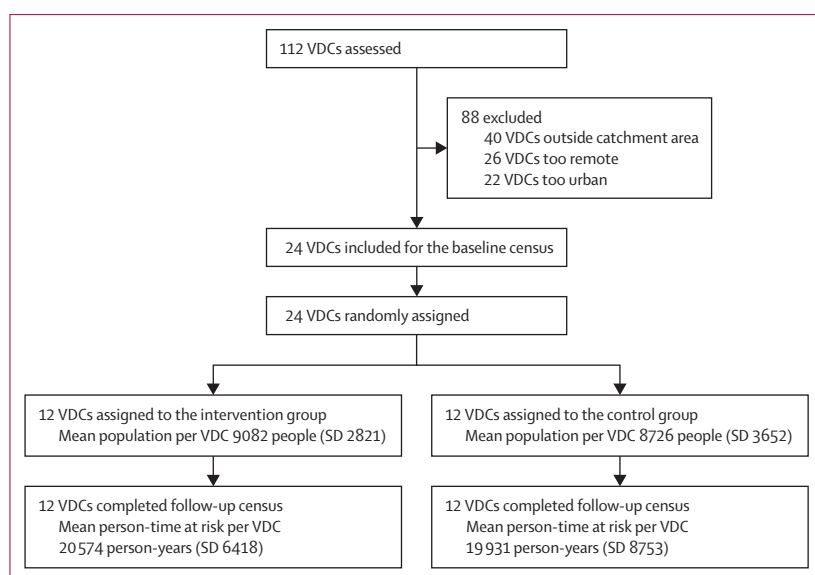 112 VDCs assessed
88 excluded
40 VDCs outside catchment area
26 VDCs too remote
22 VDCs too urban
24 VDCs included for the baseline census
24 VDCs randomly assigned
12 VDCs assigned to the intervention group
Mean population per VDC 9082 people (SD 2821)
12 VDCs assigned to the control group
Mean population per VDC 8726 people (SD 3652)
12 VDCs completed follow-up census
Mean person-time at risk per VDC
20 574 person-years (SD 6418)
12 VDCs completed follow-up census
Mean person-time at risk per VDC
19 931 person-years (SD 8753)